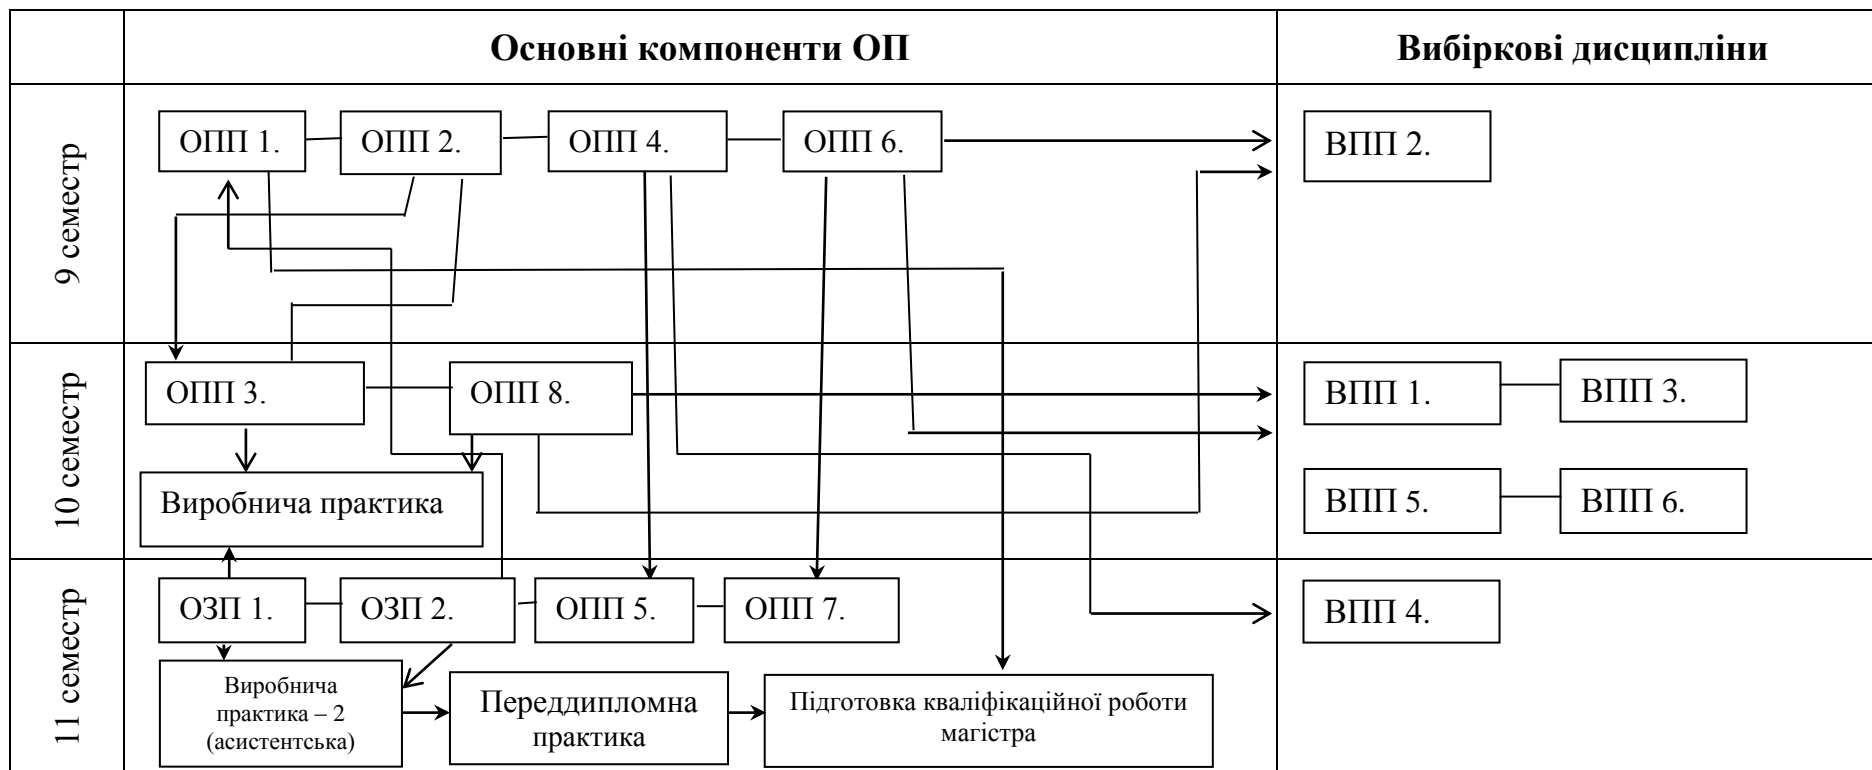 Основні компоненти ОП
Вибіркові дисципліни
9 семестр
ОПП 1.
ОПП 2.
ОПП 4.
ОПП 6.
ВПП 2.
10 семестр
ОПП 3.
ОПП 8.
ВПП 1.
ВПП 3.
Виробнича практика
ВПП 5.
ВПП 6.
11 семестр
ОЗП 1.
ОЗП 2.
ОПП 5.
ОПП 7.
ВПП 4.
Виробнича
практика – 2
(асистентська)
Переддипломна
практика
Підготовка кваліфікаційної роботи
магістра